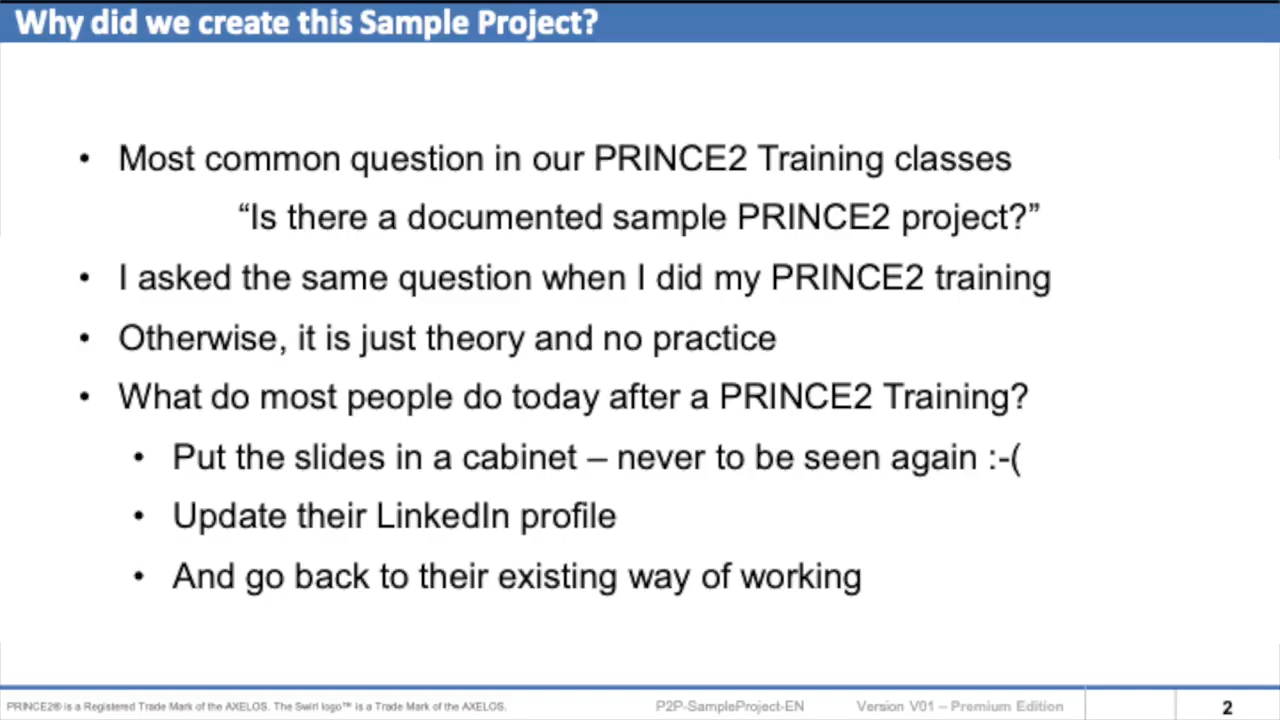 Why did we create this Sample Project?
• Most common question in our PRINCE2 Training classes
“Is there a documented sample PRINCE2 project?”
• I asked the same question when I did my PRINCE2 training
• Otherwise, it is just theory and no practice
• What do most people do today after a PRINCE2 Training?
• Put the slides in a cabinet – never to be seen again :-(
• Update their LinkedIn profile
• And go back to their existing way of working
PRINCE2® is a Registered Trade Mark of the AXELOS. The Swirl logo™ is a Trade Mark of the AXELOS.
P2P-SampleProject-EN
Version V01 – Premium Edition
2